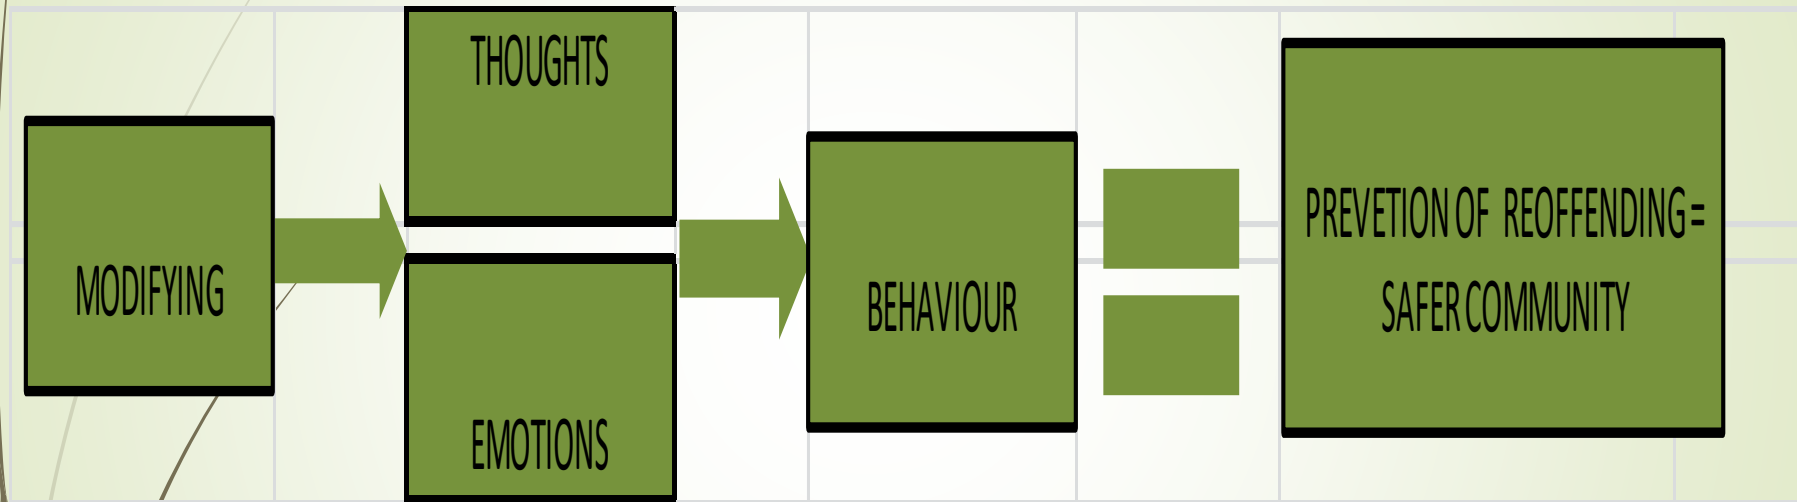 THOUGHTS
MODIFYING
EMOTIONS
BEHAVIOUR
PREVETION OF REOFFENDING =
SAFER COMMUNITY